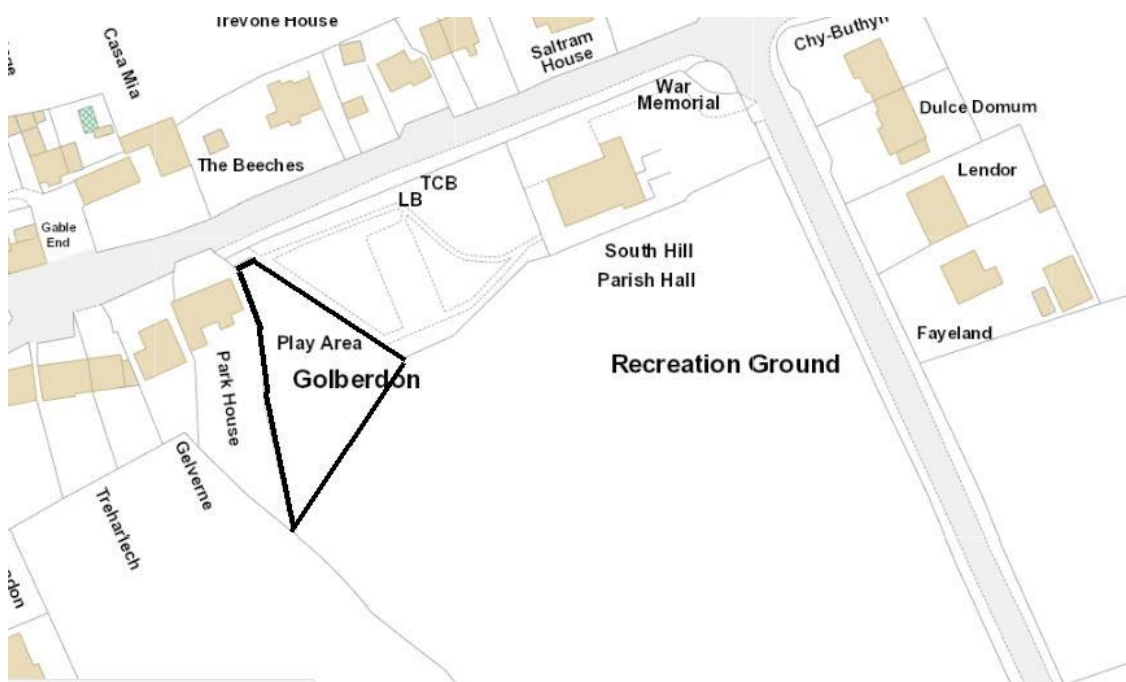 Trevone House
Casa Mia
Saltram
House
Chy-Buthyn
War
Memorial
Dulce Domum
The Beeches
Lendor
TCB
LB
Gable
End
South Hill
Parish Hall
Fayeland
Play Area
Golberdon
Recreation Ground
Park House
Gelverne
Treharlech